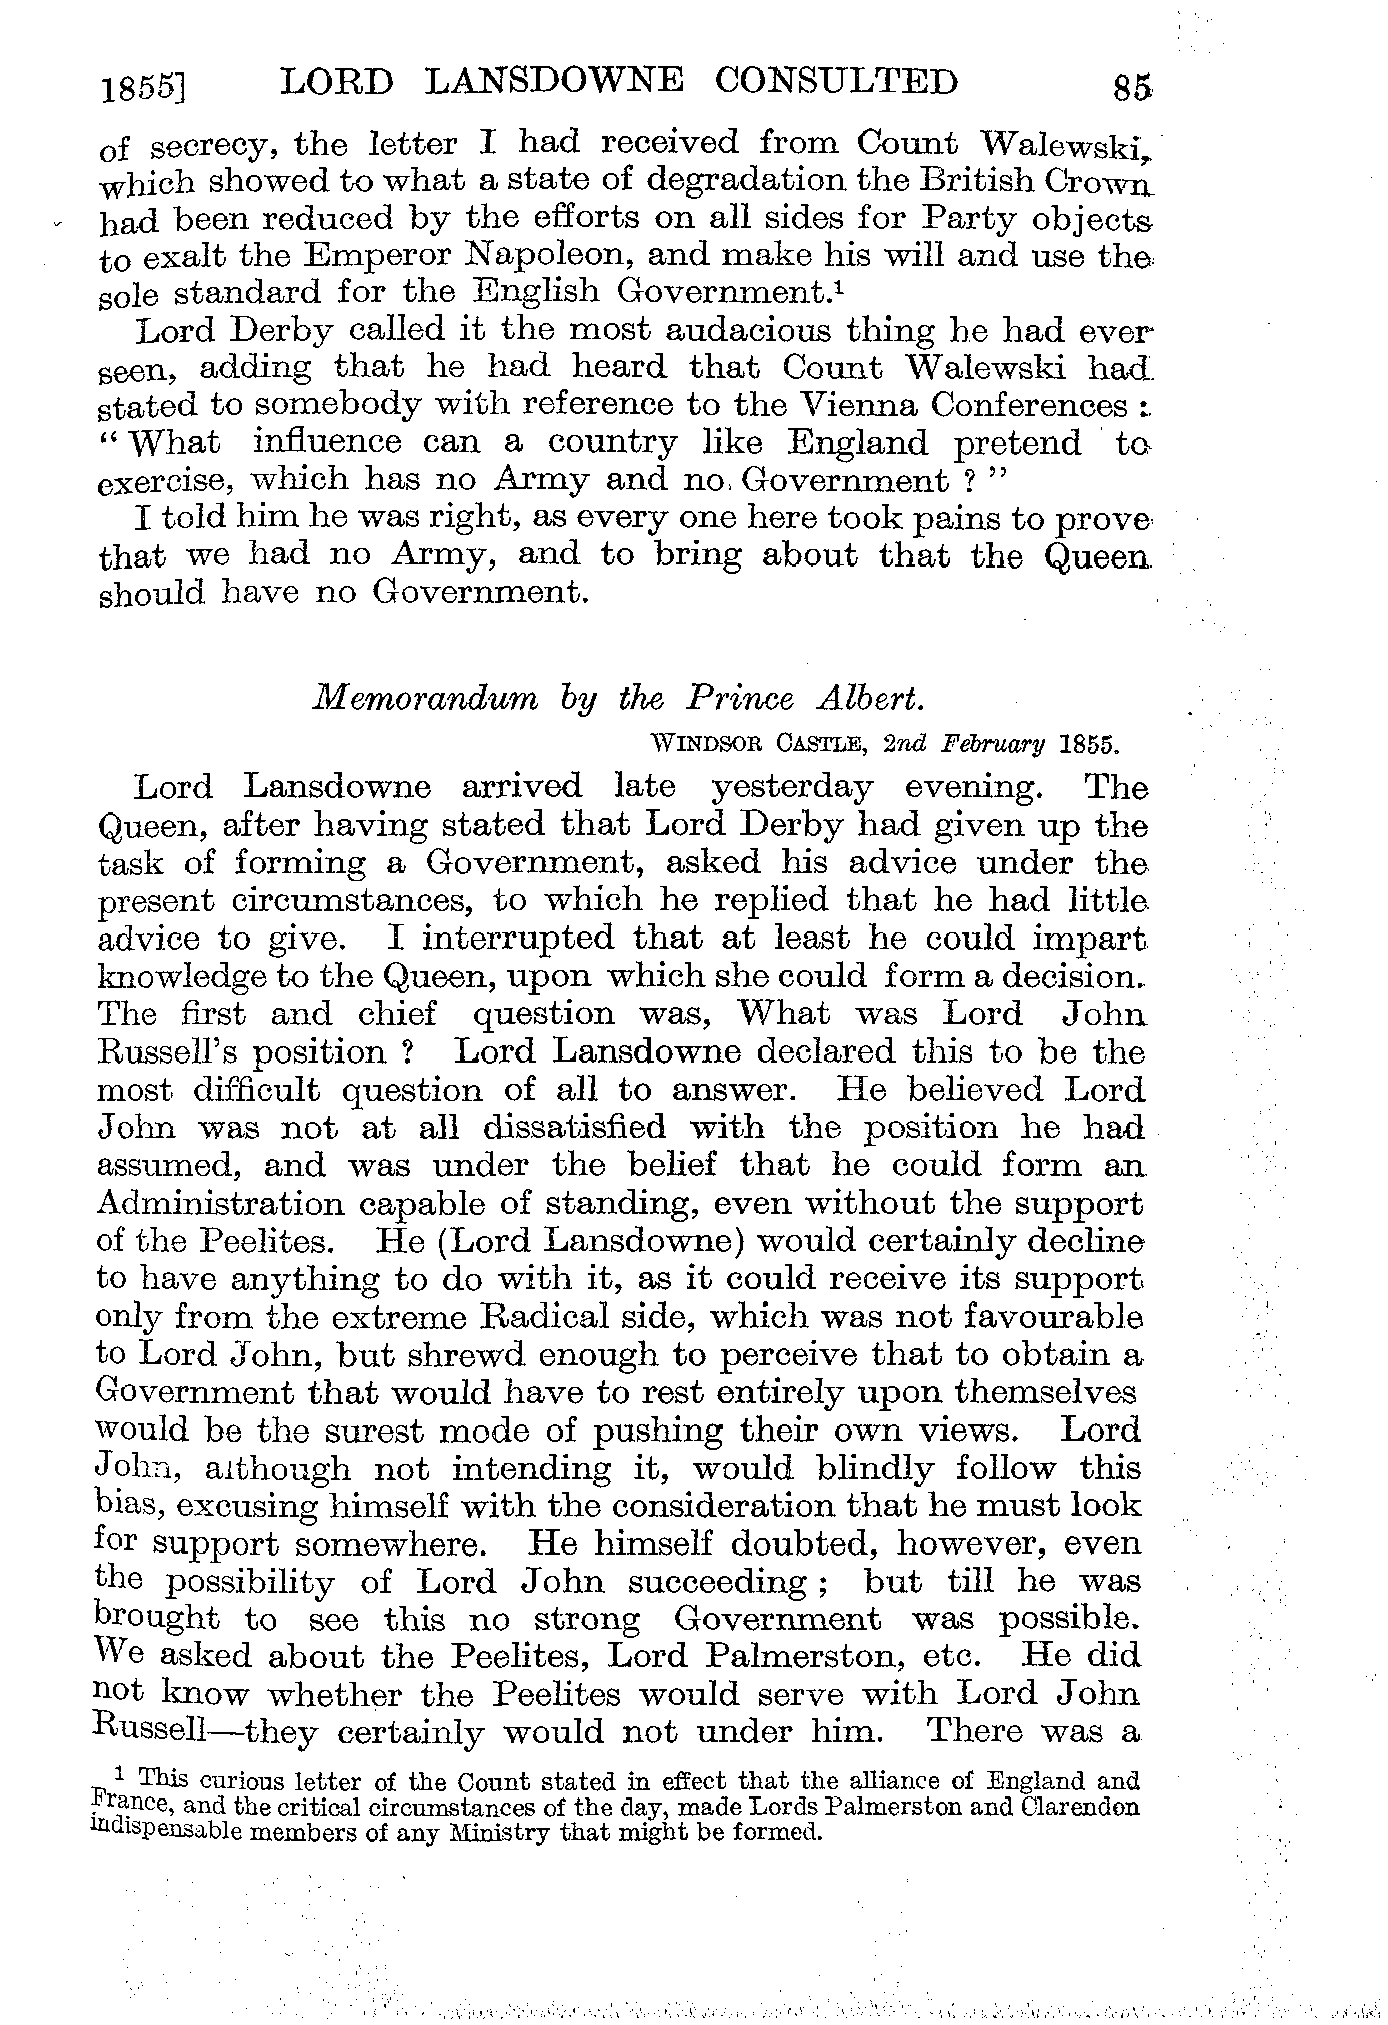 1855] LORD LANSDOWNE CONSULTED 85
of secrecy, the letter I had received from Count Walewski,
which showed to what a state of degradation the British Crown
had been reduced by the efforts on all sides for Party objects
to exalt the Emperor Napoleon, and make his will and use the
sole standard for the English Government.¹
Lord Derby called it the most audacious thing he had ever
seen, adding that he had heard that Count Walewski had
stated to somebody with reference to the Vienna Conferences :
“ What influence can a country like England pretend to
exercise, which has no Army and no Government ? ”
I told him he was right, as every one here took pains to prove
that we had no Army, and to bring about that the Queen
should have no Government.
Memorandum by the Prince Albert.
WINDSOR CASTLE, 2nd February 1855.
Lord Lansdowne arrived late yesterday evening. The
Queen, after having stated that Lord Derby had given up the
task of forming a Government, asked his advice under the
present circumstances, to which he replied that he had little
advice to give. I interrupted that at least he could impart
knowledge to the Queen, upon which she could form a decision.
The first and chief question was, What was Lord John
Russell’s position ? Lord Lansdowne declared this to be the
most difficult question of all to answer. He believed Lord
John was not at all dissatisfied with the position he had
assumed, and was under the belief that he could form an
Administration capable of standing, even without the support
of the Peelites. He (Lord Lansdowne) would certainly decline
to have anything to do with it, as it could receive its support
only from the extreme Radical side, which was not favourable
to Lord John, but shrewd enough to perceive that to obtain a
Government that would have to rest entirely upon themselves
would be the surest mode of pushing their own views. Lord
John, although not intending it, would blindly follow this
bias, excusing himself with the consideration that he must look
for support somewhere. He himself doubted, however, even
the possibility of Lord John succeeding ; but till he was
brought to see this no strong Government was possible.
We asked about the Peelites, Lord Palmerston, etc. He did
not know whether the Peelites would serve with Lord John
Russell—they certainly would not under him. There was a
¹ This curious letter of the Count stated in effect that the alliance of England and
France, and the critical circumstances of the day, made Lords Palmerston and Clarendon
indispensable members of any Ministry that might be formed.